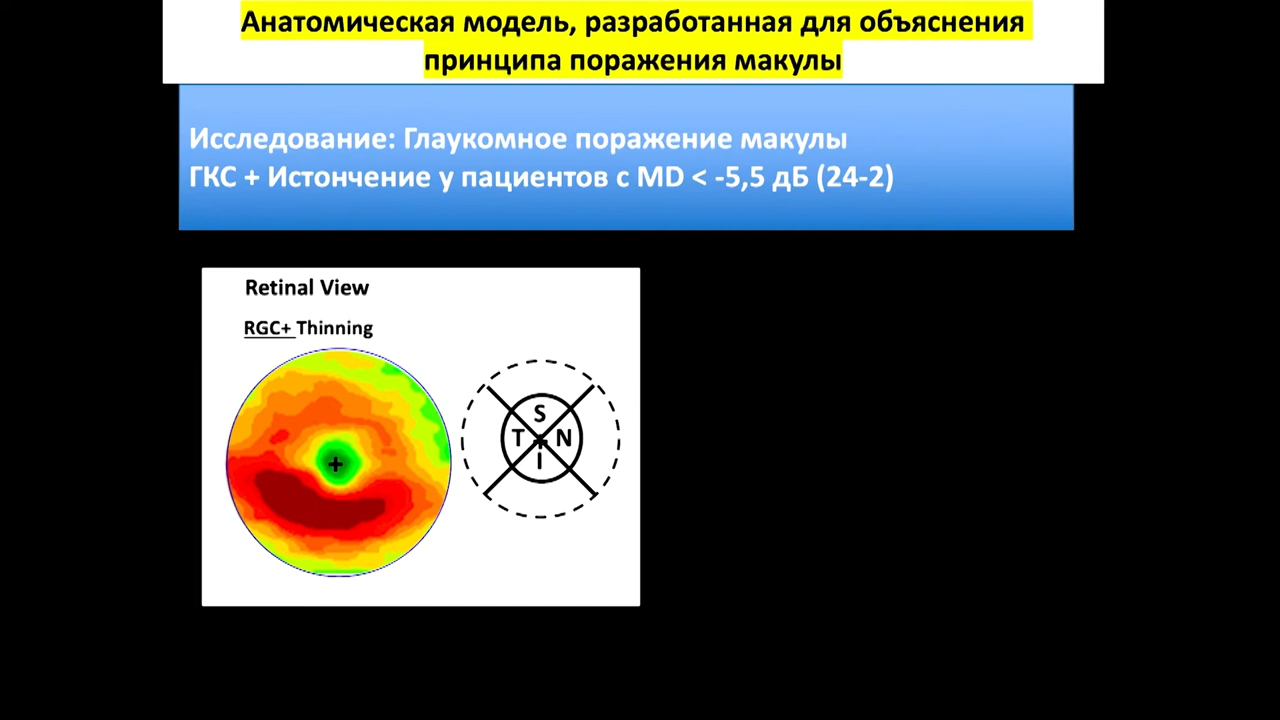 Анатомическая модель, разработанная для объяснения
принципа поражения макулы
Исследование: Глаукомное поражение макулы
ГКС + Истончение у пациентов с MD < -5,5 дБ (24-2)
Retinal View
RGC+ Thinning
S
T N
I